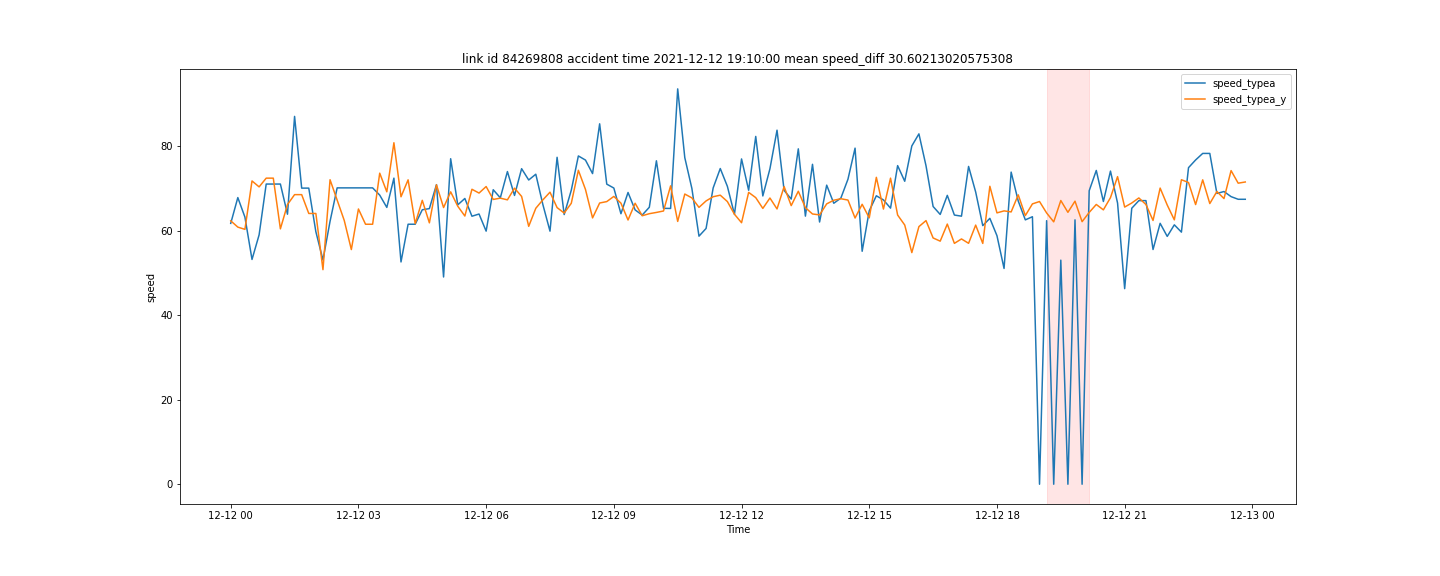 link id 84269808 accident time 2021-12-12 19:10:00 mean speed_diff 30.60213020575308
speed_typea
speed_typea_y
80
60
40
20
0
speed
12-12 00
12-12 03
12-12 06
12-12 09
12-12 12
12-12 15
12-12 18
12-12 21
12-13 00
Time